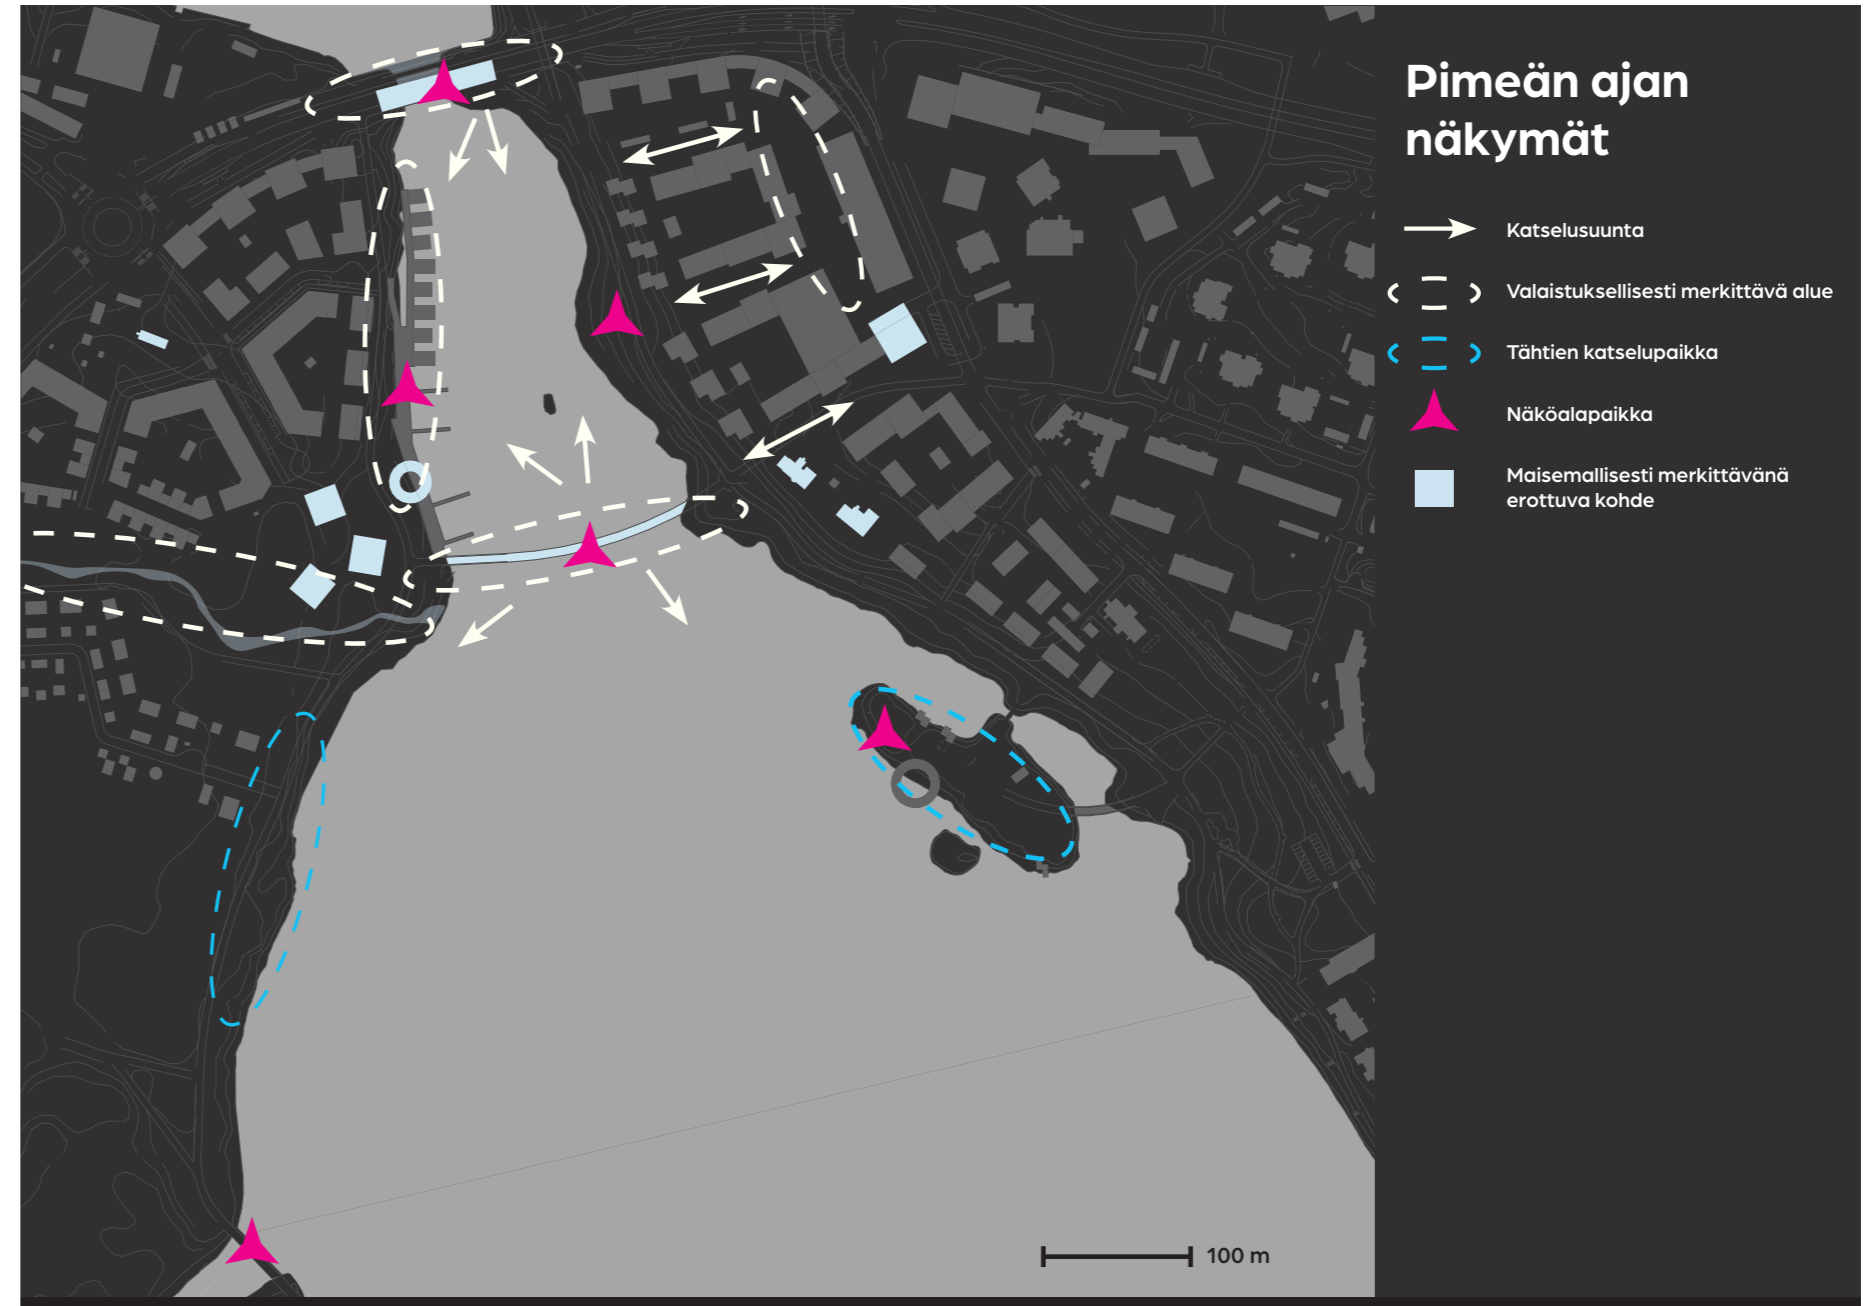 Pimeän ajan
näkymät
Katselusuunta
Valaistuksellisesti merkittävä alue
Tähtien katselupaikka
Näköalapaikka
Maisemallisesti merkittävänä
erottuva kohde
100 m